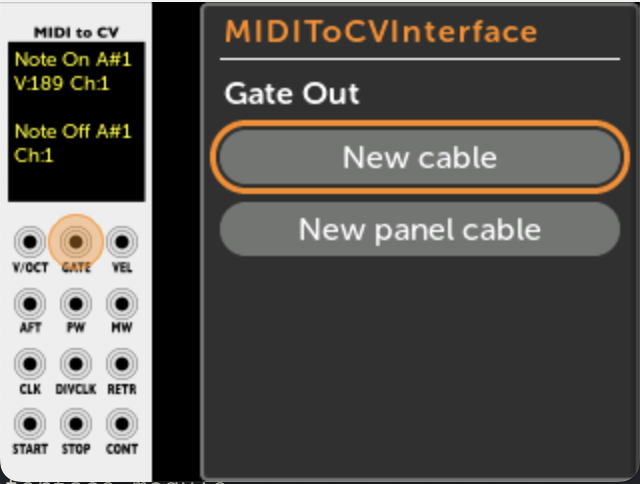 MIDI to CV
Note On A#1
V:189 Ch:1
Note Off A#1
Ch:1
V/OCT GATE VEL
AFT PW MW
CLK DIVCLK RETR
START STOP CONT
MIDIToCVInterface
Gate Out
New cable
New panel cable